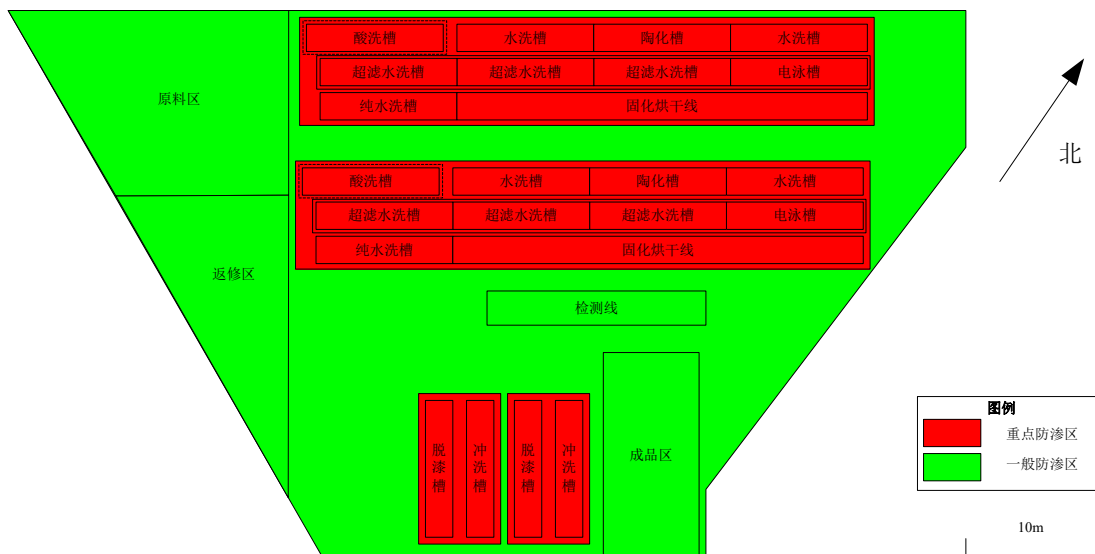 酸洗槽 水洗槽 陶化槽 水洗槽
超滤水洗槽 超滤水洗槽 超滤水洗槽 电泳槽
纯水洗槽 固化烘干线
原料区
北
酸洗槽 水洗槽 陶化槽 水洗槽
超滤水洗槽 超滤水洗槽 超滤水洗槽 电泳槽
纯水洗槽 固化烘干线
返修区
检测线
脱漆槽 冲洗槽 脱漆槽 冲洗槽
成品区
图例
重点防渗区
一般防渗区
10m